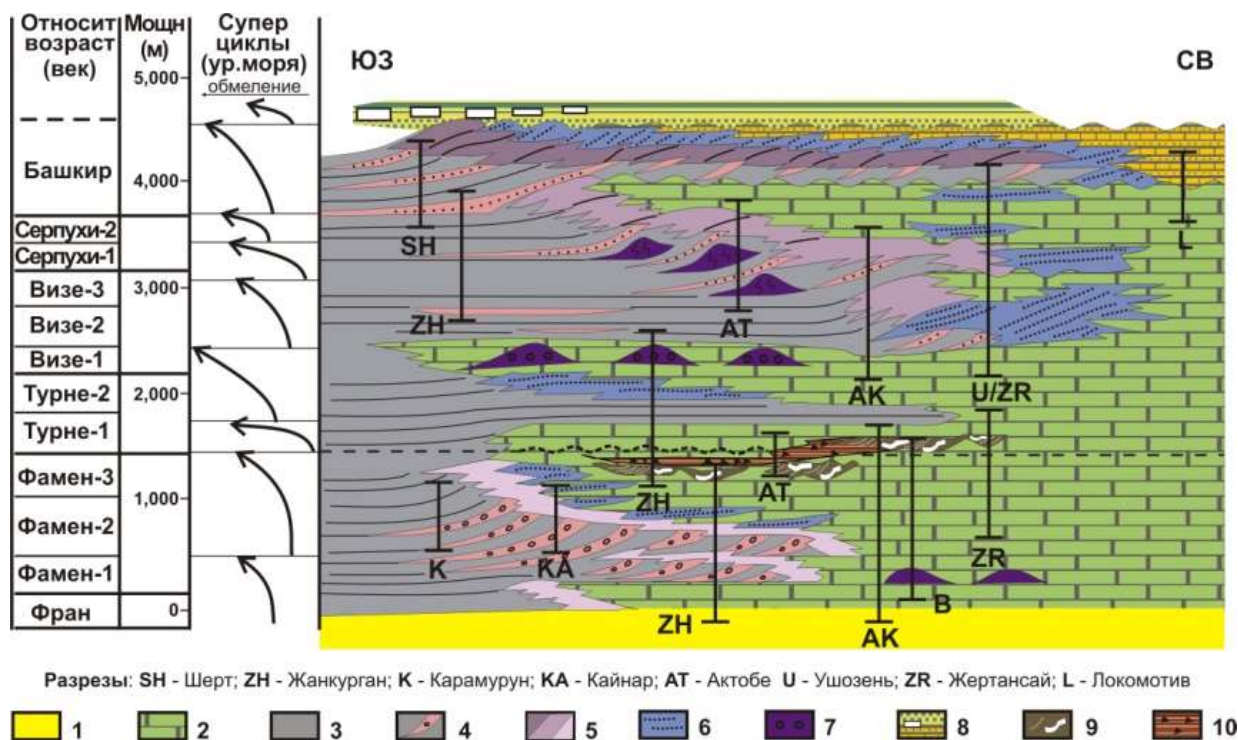 Относит возраст (век)
Мощн (м)
Супер циклы (ур.моря)
обмеление
ЮЗ
СВ
5,000
Башкир
4,000
Серпухи-2
Серпухи-1
Визе-3
3,000
Визе-2
Визе-1
Турне-2
2,000
Турне-1
Фамен-3
1,000
Фамен-2
Фамен-1
Фран
0
SH
L
ZH
AT
AK
U/ZR
ZH
AT
K
KA
ZR
B
ZH
AK
Разрезы: SH - Шерт; ZH - Жанкурган; K - Карамурун; KA - Кайнар; AT - Актобе U - Ушозень; ZR - Жертансай; L - Локомотив
1 2 3 4 5 6 7 8 9 10